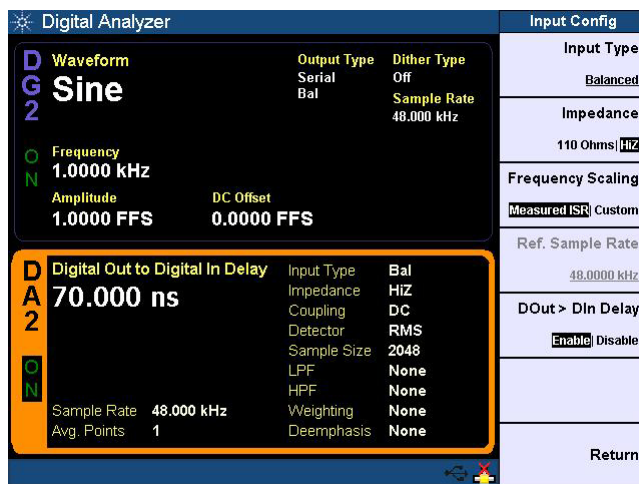 Digital Analyzer
DG2
ON
Waveform
Sine
Output Type
Serial
Bal
Dither Type
Off
Sample Rate
48.000 kHz
Frequency
1.0000 kHz
Amplitude
1.0000 FFS
DC Offset
0.0000 FFS
DA2
ON
Digital Out to Digital In Delay
70.000 ns
Sample Rate 48.000 kHz
Avg. Points 1
Input Type Bal
Impedance HiZ
Coupling DC
Detector RMS
Sample Size 2048
LPF None
HPF None
Weighting None
Deemphasis None
Input Config
Input Type
Balanced
Impedance
110 Ohms| HiZ
Frequency Scaling
Measured ISR| Custom
Ref. Sample Rate
48.0000 kHz
DOut > DIn Delay
Enable| Disable
Return